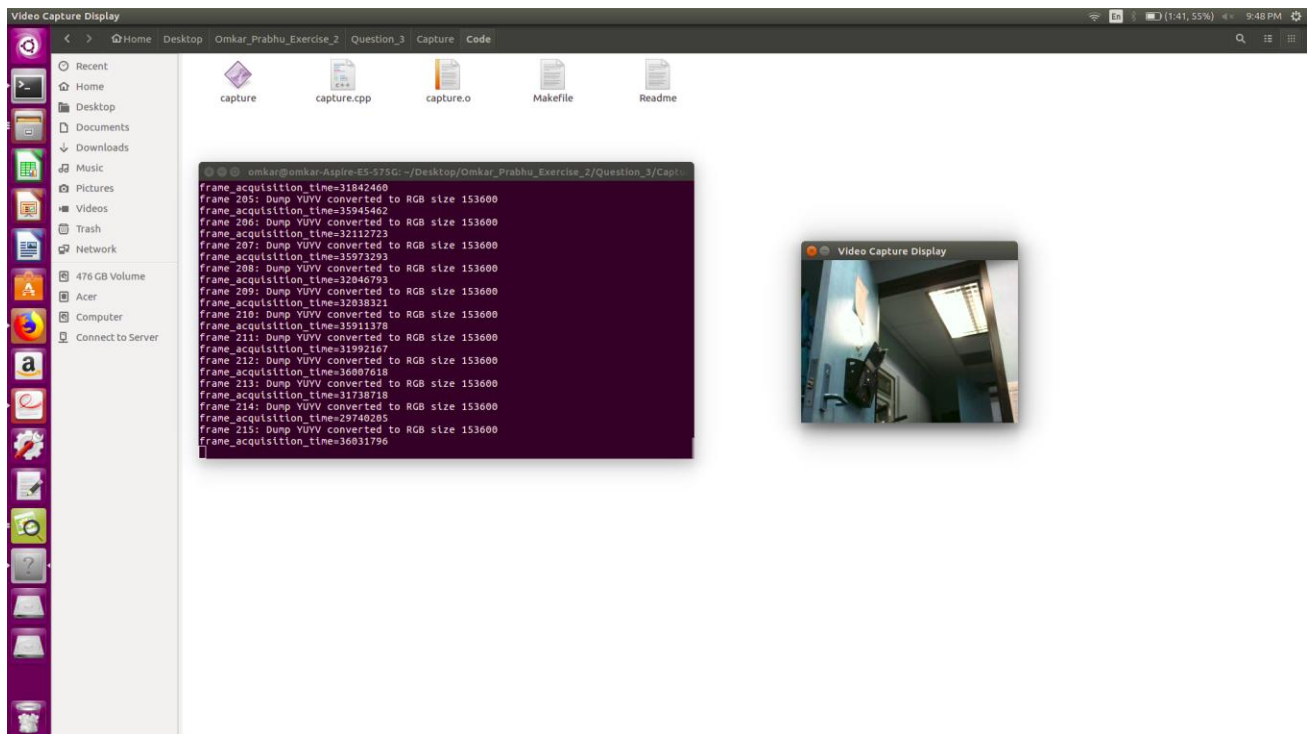 Video Capture Display
En (1:41, 55%) 9:48 PM
Home Desktop Omkar_Prabhu_Exercise_2 Question_3 Capture Code
Recent
Home
Desktop
Documents
Downloads
Music
Pictures
Videos
Trash
Network
476 GB Volume
Acer
Computer
Connect to Server
capture capture.cpp capture.o Makefile Readme
omkar@omkar-Aspire-E5-575G: ~/Desktop/Omkar_Prabhu_Exercise_2/Question_3/Captu
frame_acquisition_time=31842460
frame 205: Dump YUYV converted to RGB size 153600
frame_acquisition_time=35945462
frame 206: Dump YUYV converted to RGB size 153600
frame_acquisition_time=32112723
frame 207: Dump YUYV converted to RGB size 153600
frame_acquisition_time=35973293
frame 208: Dump YUYV converted to RGB size 153600
frame_acquisition_time=32046793
frame 209: Dump YUYV converted to RGB size 153600
frame_acquisition_time=32038321
frame 210: Dump YUYV converted to RGB size 153600
frame_acquisition_time=35911378
frame 211: Dump YUYV converted to RGB size 153600
frame_acquisition_time=31992167
frame 212: Dump YUYV converted to RGB size 153600
frame_acquisition_time=36007618
frame 213: Dump YUYV converted to RGB size 153600
frame_acquisition_time=31738718
frame 214: Dump YUYV converted to RGB size 153600
frame_acquisition_time=29740205
frame 215: Dump YUYV converted to RGB size 153600
frame_acquisition_time=36031796
Video Capture Display